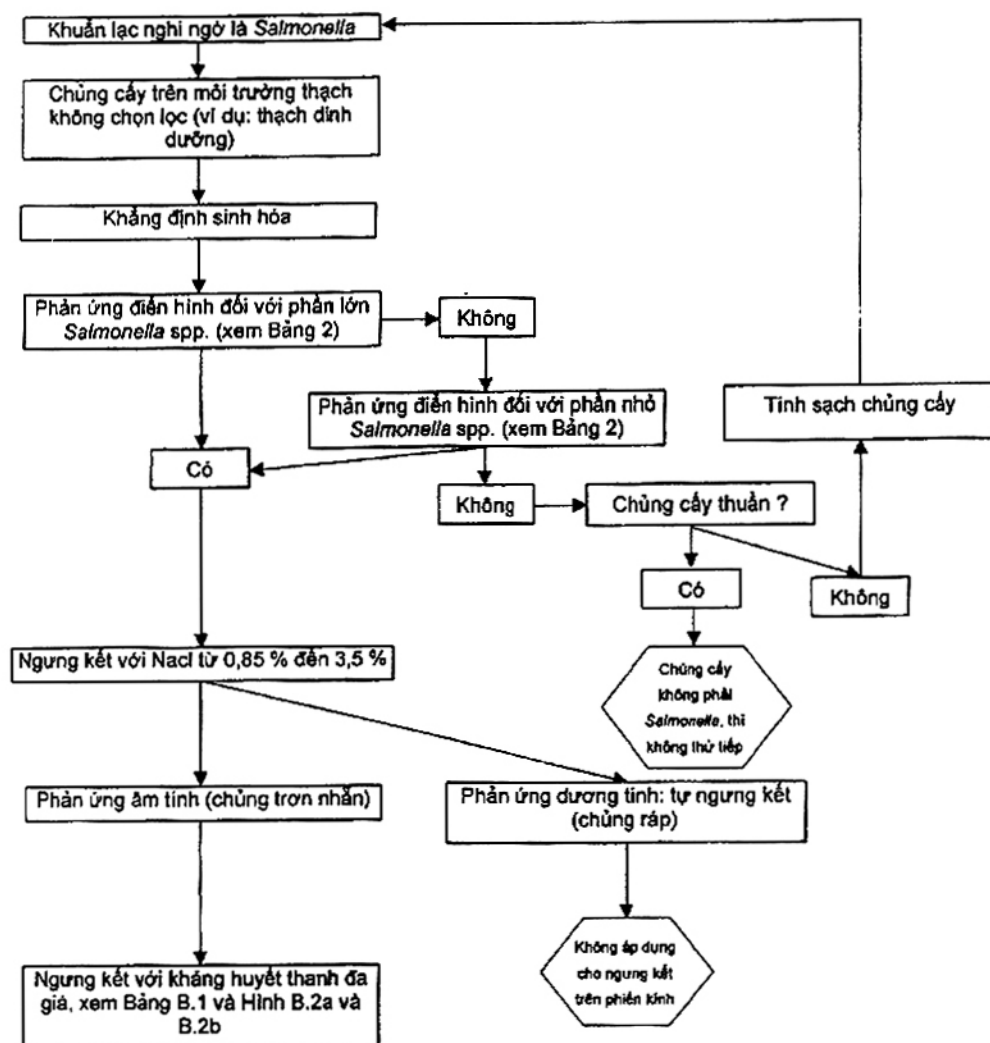 Khuẩn lạc nghi ngờ là Salmonella
Chủng cấy trên môi trường thạch
không chọn lọc (ví dụ: thạch dinh
dưỡng)
Khẳng định sinh hóa
Phản ứng điển hình đối với phần lớn
Salmonella spp. (xem Bảng 2)
Không
Phản ứng điển hình đối với phần nhỏ
Salmonella spp. (xem Bảng 2)
Tinh sạch chủng cấy
Có
Không
Chủng cấy thuần ?
Có
Không
Ngưng kết với Nacl từ 0,85 % đến 3,5 %
Chủng cấy
không phải
Salmonella, thì
không thử tiếp
Phản ứng âm tính (chủng trơn nhẵn)
Phản ứng dương tính: tự ngưng kết
(chủng ráp)
Không áp dụng
cho ngưng kết
trên phiến kính
Ngưng kết với kháng huyết thanh đa
giá, xem Bảng B.1 và Hình B.2a và
B.2b